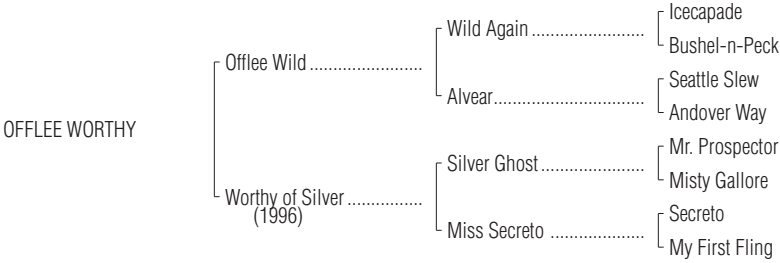 Icecapade
Wild Again ........................
Bushel-n-Peck
Offlee Wild ........................
Seattle Slew
Alvear................................
Andover Way
OFFLEE WORTHY
Mr. Prospector
Silver Ghost......................
Misty Gallore
Worthy of Silver ................
(1996)
Secreto
Miss Secreto ....................
My First Fling